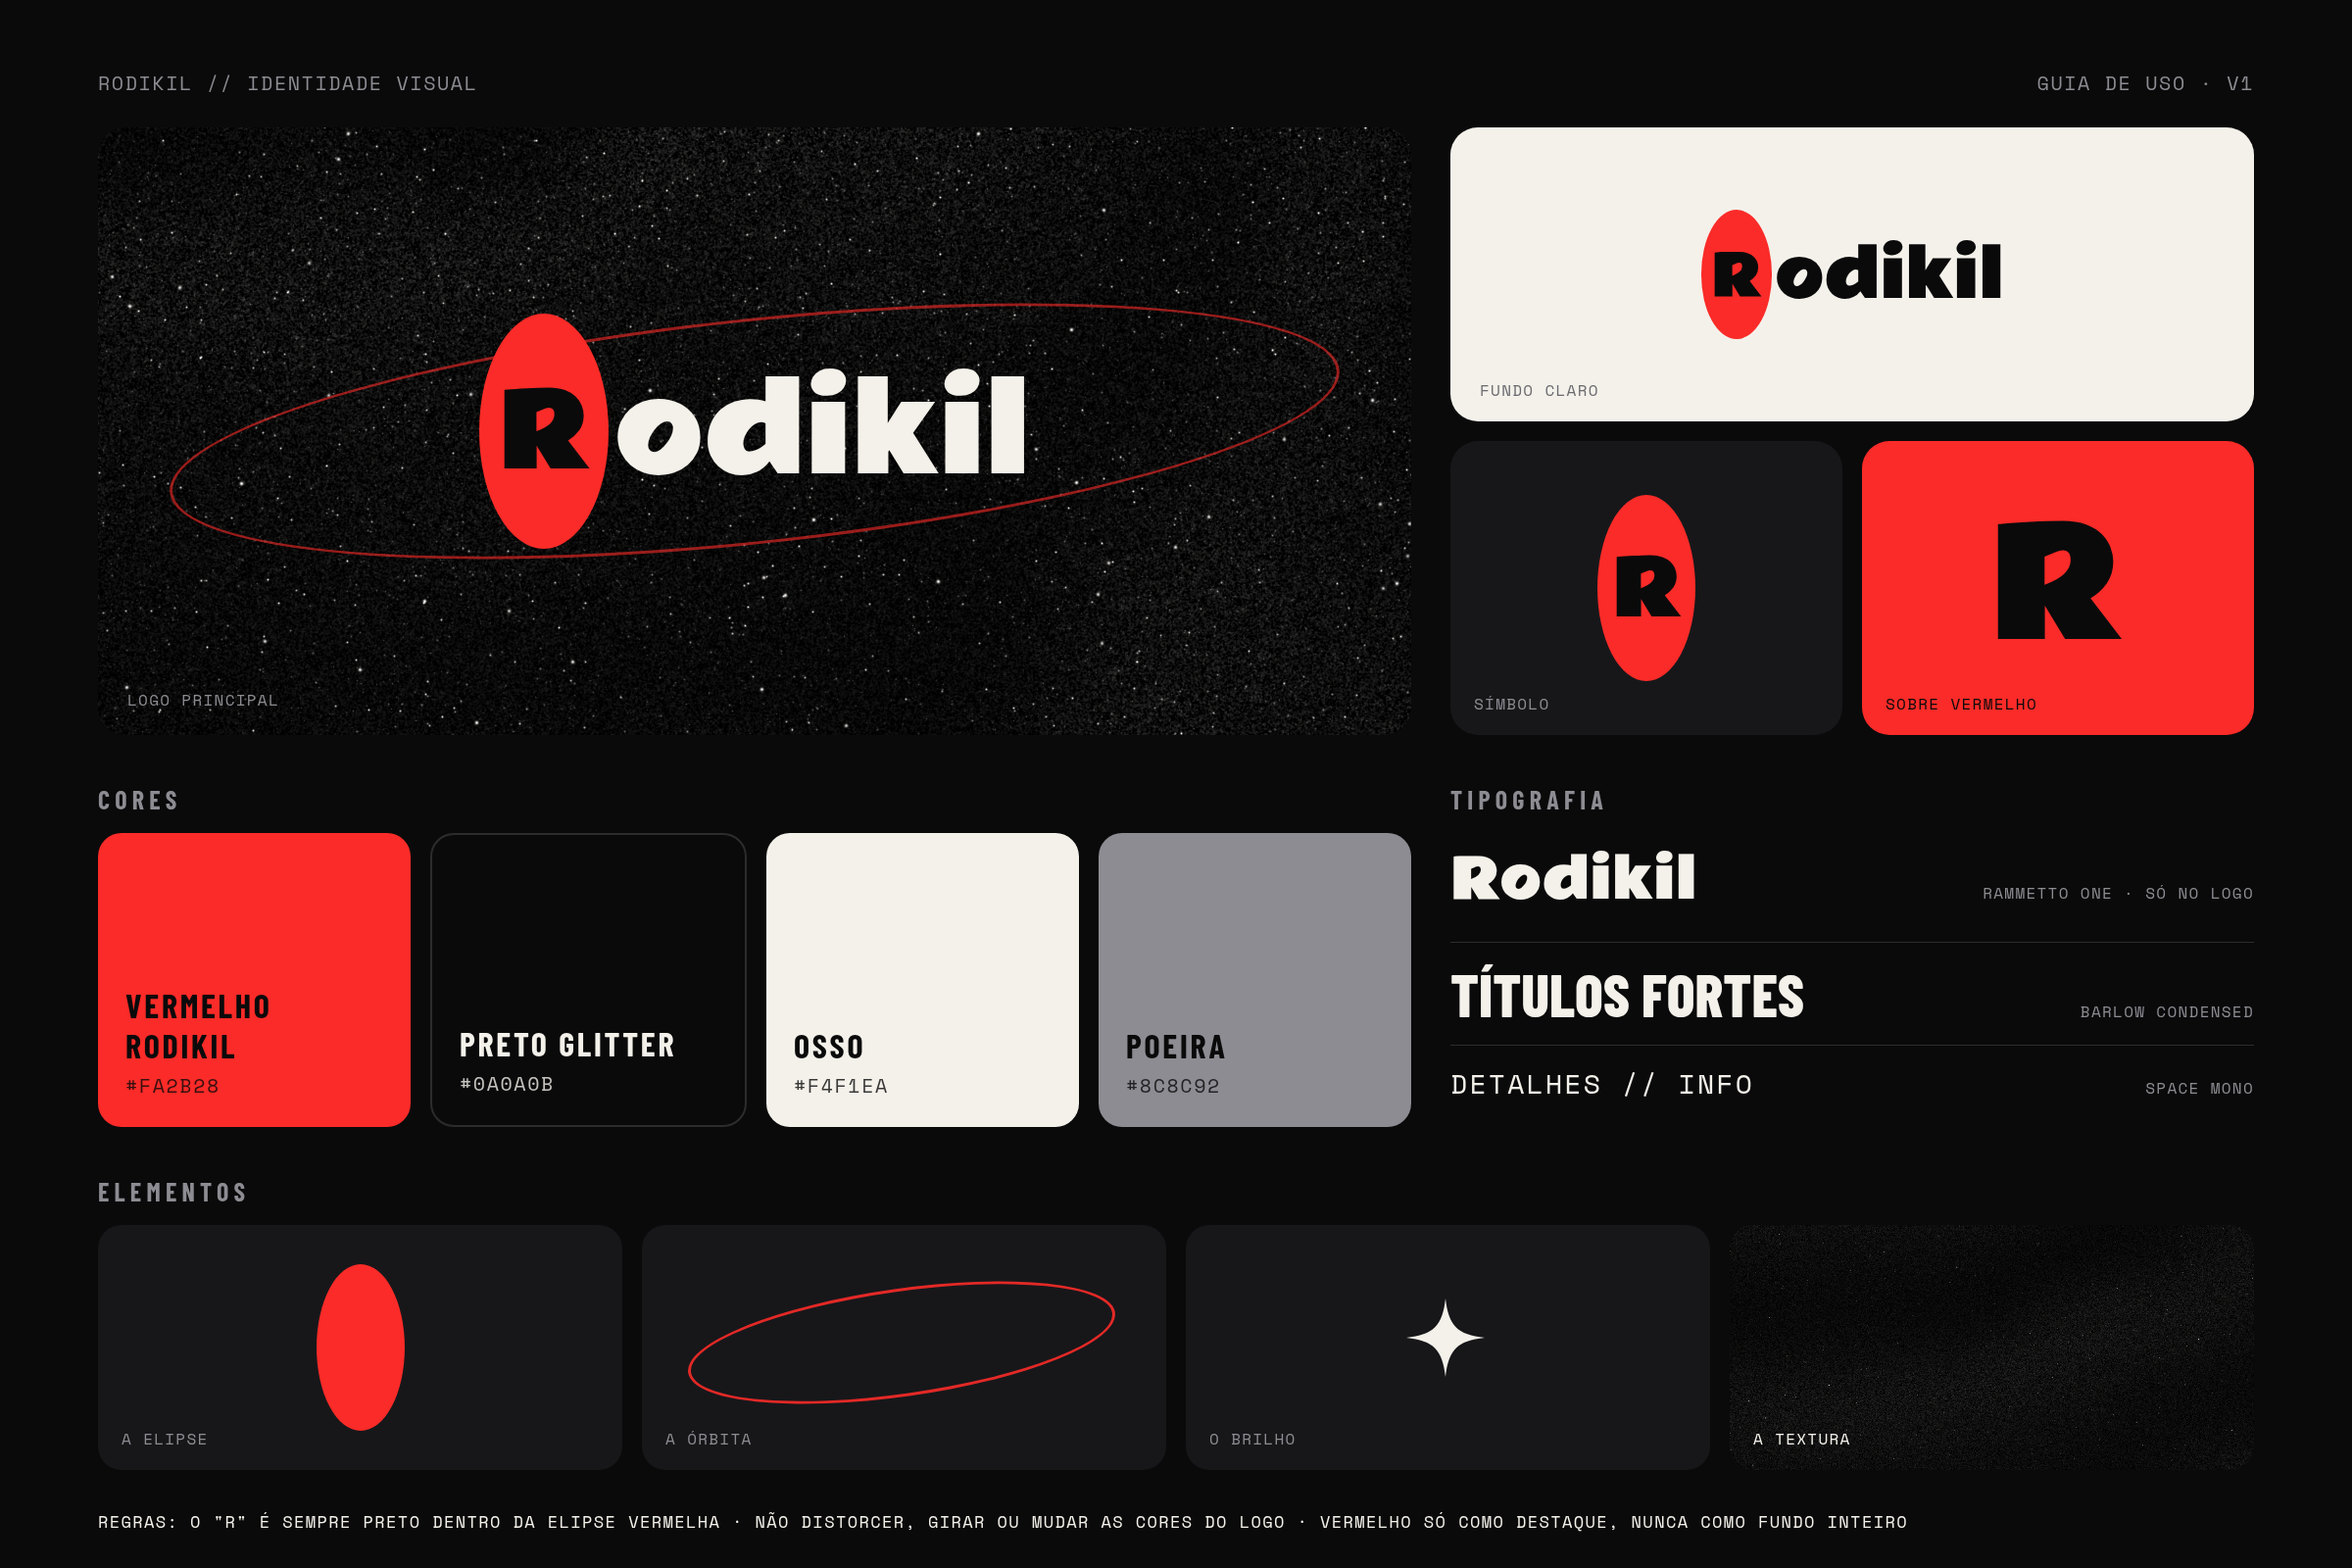 RODIKIL // IDENTIDADE VISUAL
GUIA DE USO · V1
Rodikil
LOGO PRINCIPAL
Rodikil
FUNDO CLARO
R
SÍMBOLO
R
SOBRE VERMELHO
CORES
VERMELHO
RODIKIL
#FA2B28
PRETO GLITTER
#0A0A0B
OSSO
#F4F1EA
POEIRA
#8C8C92
TIPOGRAFIA
Rodikil
RAMMETTO ONE · SÓ NO LOGO
TÍTULOS FORTES
BARLOW CONDENSED
DETALHES // INFO
SPACE MONO
ELEMENTOS
A ELIPSE
A ÓRBITA
O BRILHO
A TEXTURA
REGRAS: O "R" É SEMPRE PRETO DENTRO DA ELIPSE VERMELHA · NÃO DISTORCER, GIRAR OU MUDAR AS CORES DO LOGO · VERMELHO SÓ COMO DESTAQUE, NUNCA COMO FUNDO INTEIRO